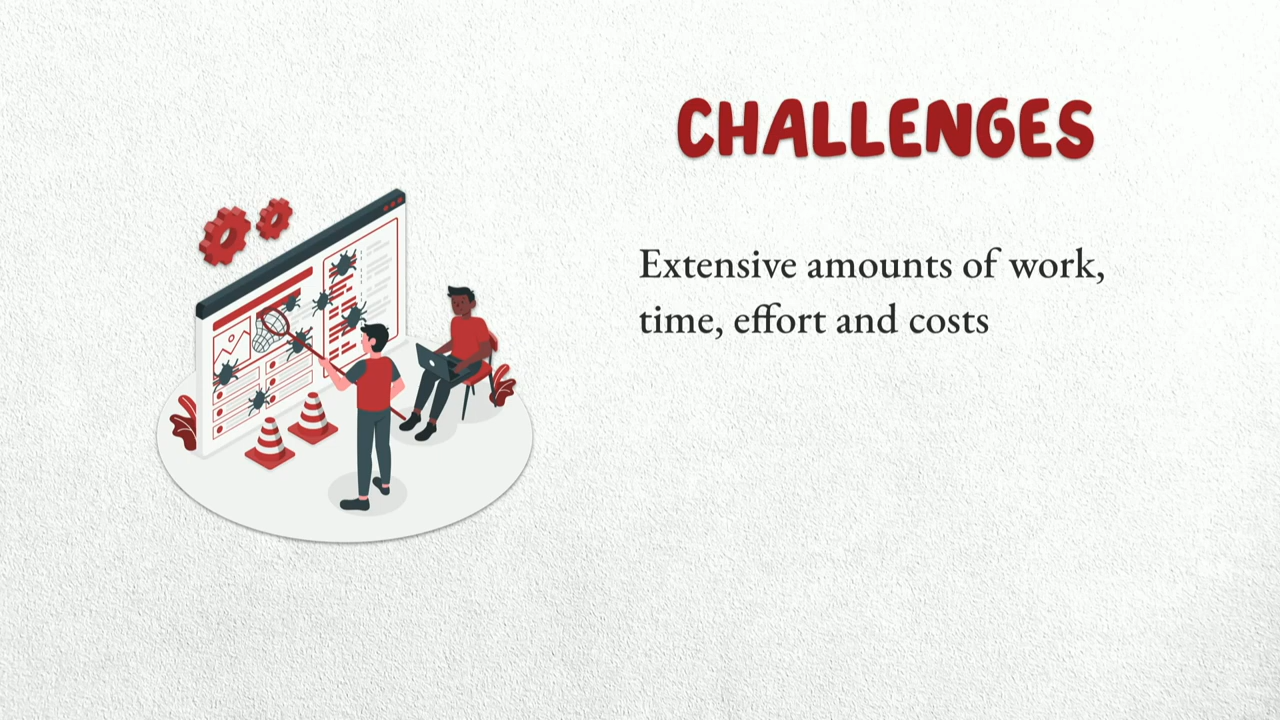 CHALLENGES
Extensive amounts of work,
time, effort and costs